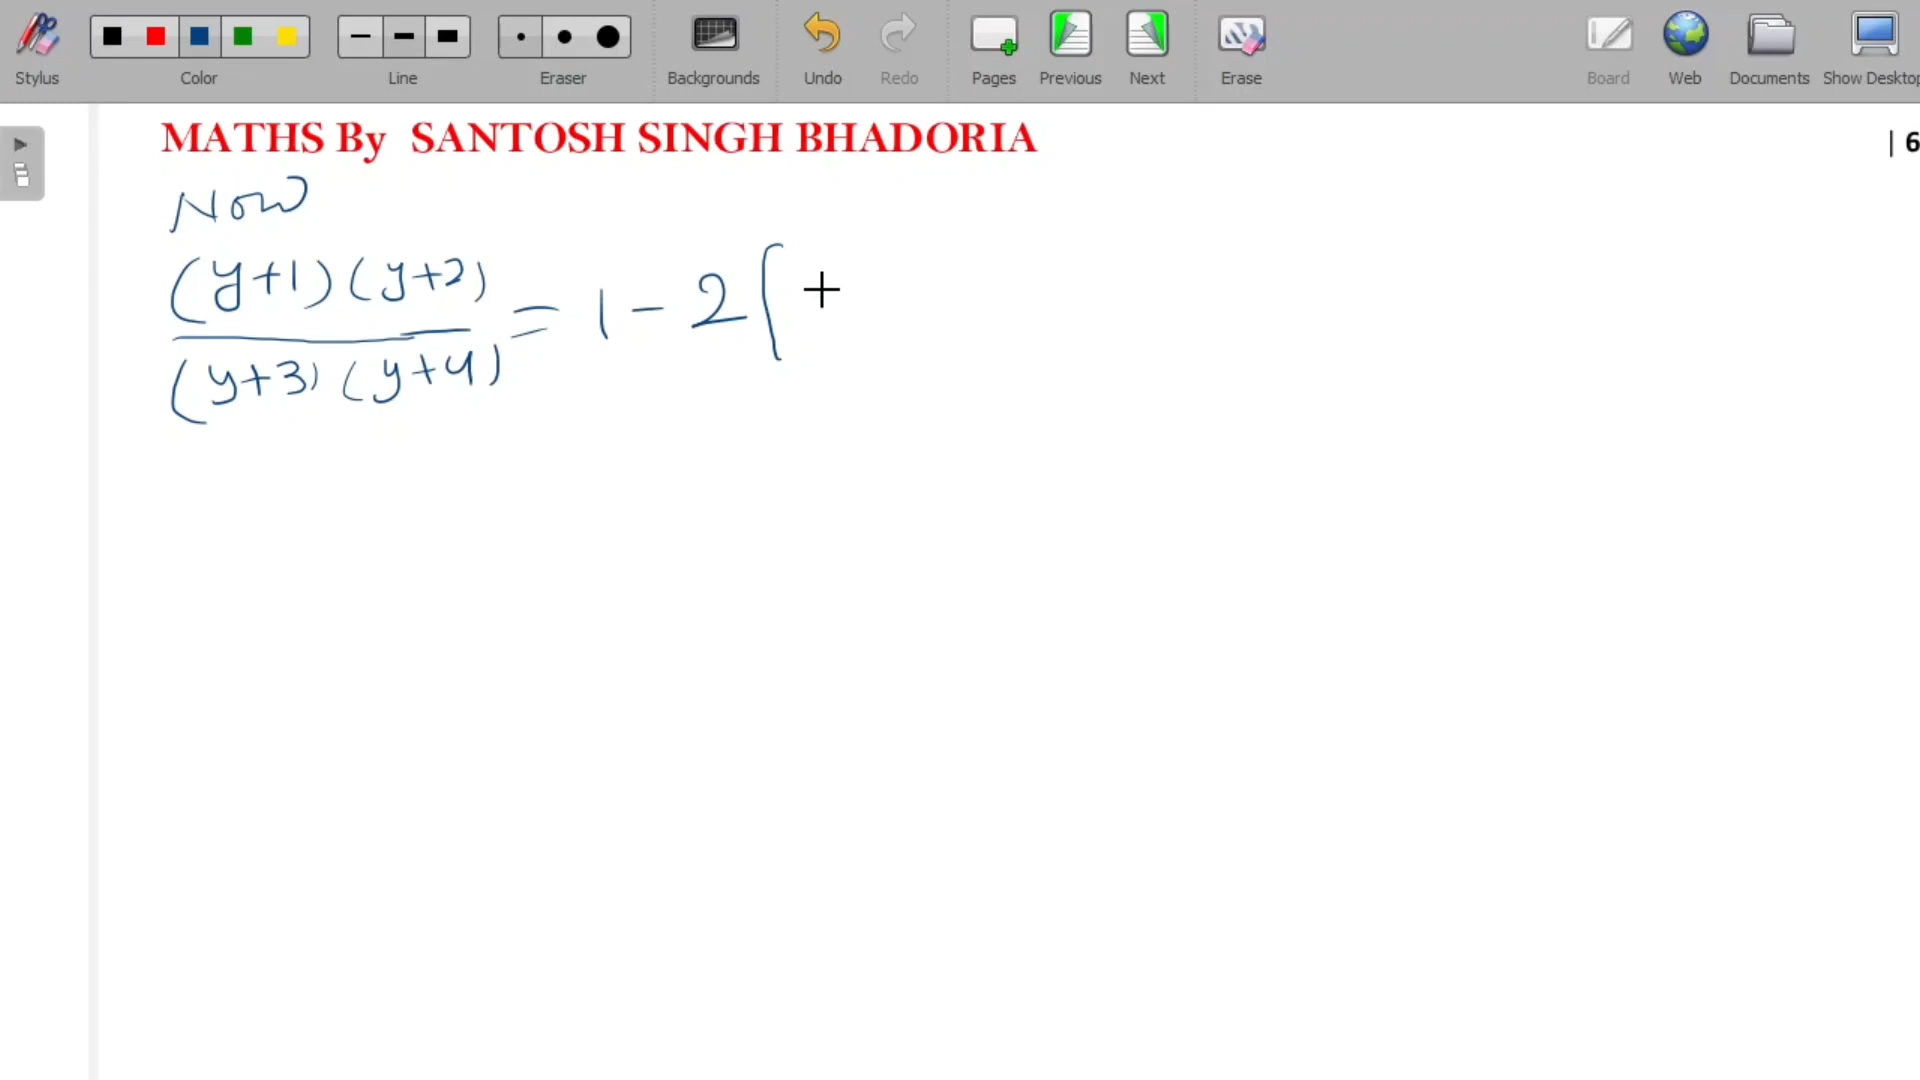 Stylus Color Line Eraser Backgrounds Undo Redo Pages Previous Next Erase Board Web Documents Show Desktop
MATHS By SANTOSH SINGH BHADORIA | 6
Now
(y+1)(y+2)
(y+3)(y+4) = 1 - 2 [